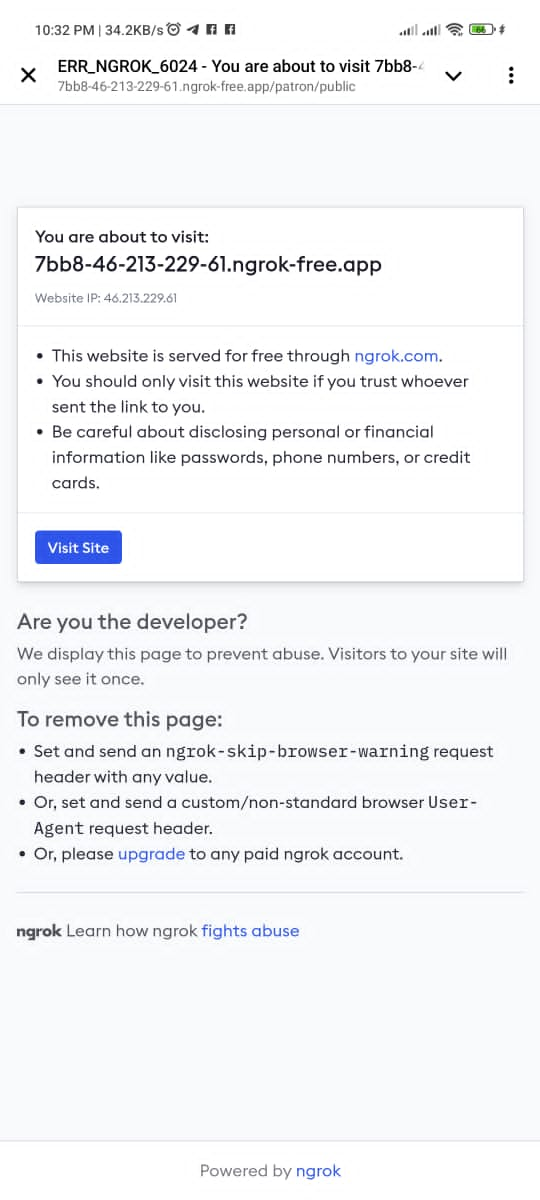 10:32 PM | 34.2KB/s
ERR_NGROK_6024 - You are about to visit 7bb8-
7bb8-46-213-229-61.ngrok-free.app/patron/public
You are about to visit:
7bb8-46-213-229-61.ngrok-free.app
Website IP: 46.213.229.61
• This website is served for free through ngrok.com.
• You should only visit this website if you trust whoever
sent the link to you.
• Be careful about disclosing personal or financial
information like passwords, phone numbers, or credit
cards.
Visit Site
Are you the developer?
We display this page to prevent abuse. Visitors to your site will
only see it once.
To remove this page:
• Set and send an ngrok-skip-browser-warning request
header with any value.
• Or, set and send a custom/non-standard browser User-
Agent request header.
• Or, please upgrade to any paid ngrok account.
ngrok Learn how ngrok fights abuse
Powered by ngrok